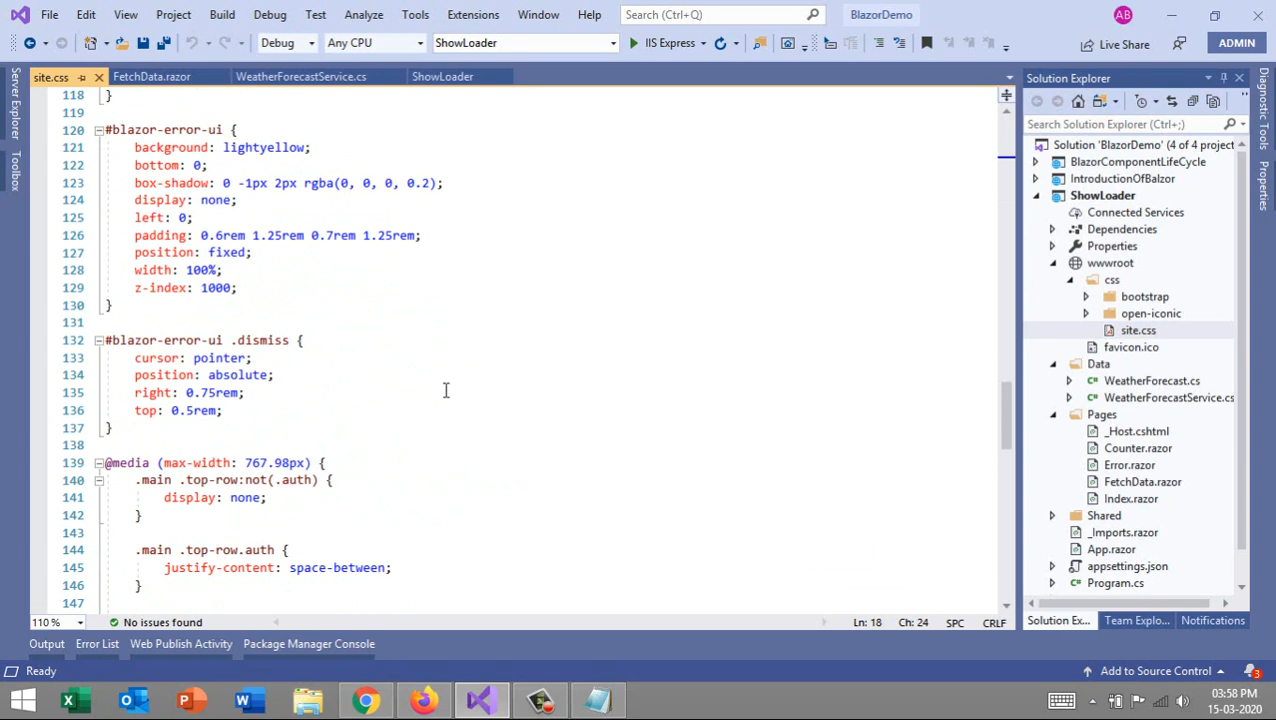 File Edit View Project Build Debug Test Analyze Tools Extensions Window Help Search (Ctrl+Q) BlazorDemo AB
Debug Any CPU ShowLoader IIS Express Live Share ADMIN
site.css FetchData.razor WeatherForecastService.cs ShowLoader
Server Explorer
Toolbox
118 }
119
120 #blazor-error-ui {
121 background: lightyellow;
122 bottom: 0;
123 box-shadow: 0 -1px 2px rgba(0, 0, 0, 0.2);
124 display: none;
125 left: 0;
126 padding: 0.6rem 1.25rem 0.7rem 1.25rem;
127 position: fixed;
128 width: 100%;
129 z-index: 1000;
130 }
131
132 #blazor-error-ui .dismiss {
133 cursor: pointer;
134 position: absolute;
135 right: 0.75rem;
136 top: 0.5rem;
137 }
138
139 @media (max-width: 767.98px) {
140 .main .top-row:not(.auth) {
141 display: none;
142 }
143
144 .main .top-row.auth {
145 justify-content: space-between;
146 }
147
110 % No issues found Ln: 18 Ch: 24 SPC CRLF
Solution Explorer
Search Solution Explorer (Ctrl+;)
Solution 'BlazorDemo' (4 of 4 project
BlazorComponentLifeCycle
IntroductionOfBalzor
ShowLoader
Connected Services
Dependencies
Properties
wwwroot
css
bootstrap
open-iconic
site.css
favicon.ico
Data
WeatherForecast.cs
WeatherForecastService.cs
Pages
_Host.cshtml
Counter.razor
Error.razor
FetchData.razor
Index.razor
Shared
_Imports.razor
App.razor
appsettings.json
Program.cs
Solution Ex... Team Explo... Notifications
Diagnostic Tools
Properties
Output Error List Web Publish Activity Package Manager Console
Ready Add to Source Control 3
03:58 PM
15-03-2020